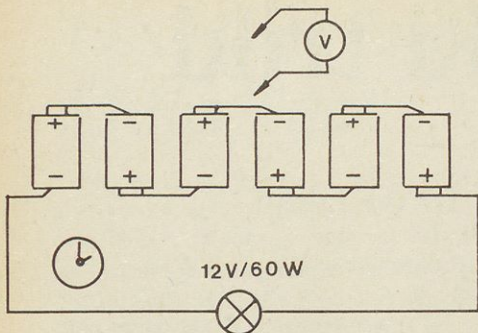 V
+ − + − + −
− + − + − +
12V/60W